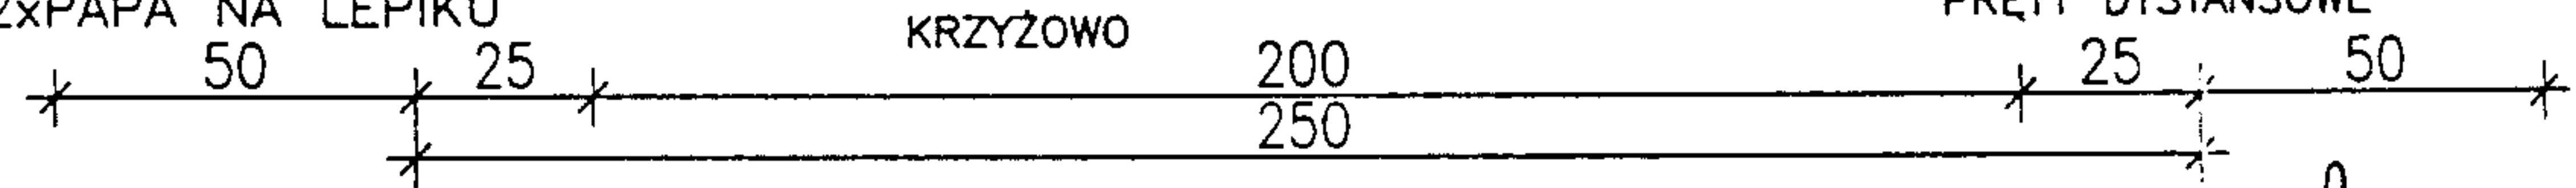 2xPAPA NA LEPIKU
KRZYŻOWO
PRĘTY DYSTANSOWE
50 25 200 25 50
250